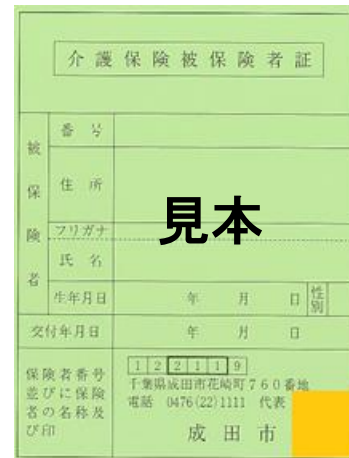 介護保険被保険者証
被保険者
番号
住所
フリガナ
見本
氏名
生年月日 年 月 日 性別
交付年月日 年 月 日
保険者番号
並びに保険
者の名称及
び印
122119
千葉県成田市花崎町760番地
電話 0476(22)1111 代表
成田市